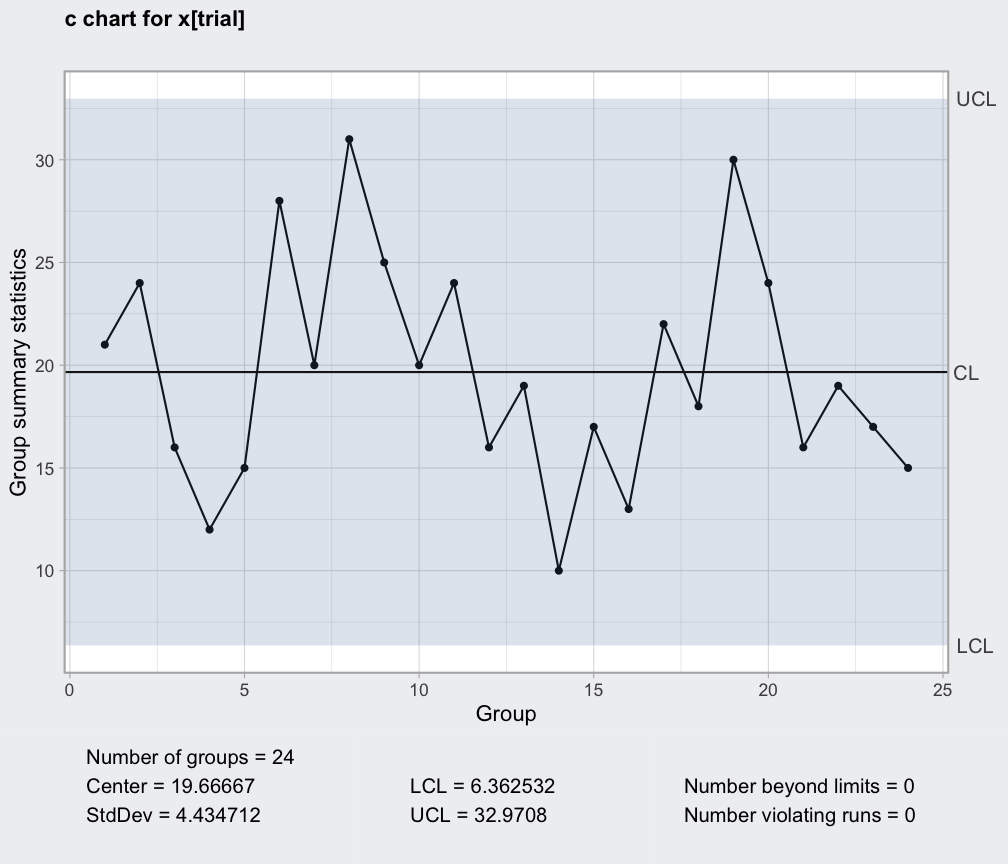 c chart for x[trial]
UCL
30
25
Group summary statistics
20
CL
15
10
LCL
0 5 10 15 20 25
Group
Number of groups = 24
Center = 19.66667 LCL = 6.362532 Number beyond limits = 0
StdDev = 4.434712 UCL = 32.9708 Number violating runs = 0